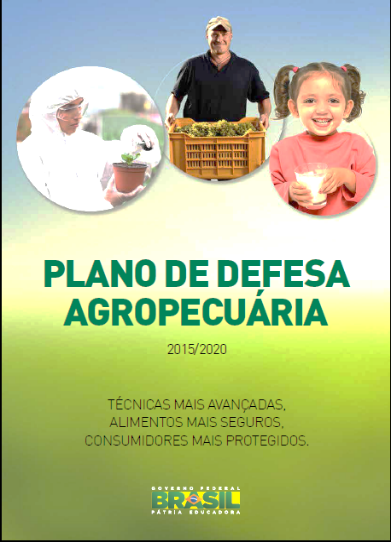 PLANO DE DEFESA
AGROPECUÁRIA
2015/2020
TÉCNICAS MAIS AVANÇADAS,
ALIMENTOS MAIS SEGUROS,
CONSUMIDORES MAIS PROTEGIDOS.
GOVERNO FEDERAL
BRASIL
PÁTRIA EDUCADORA